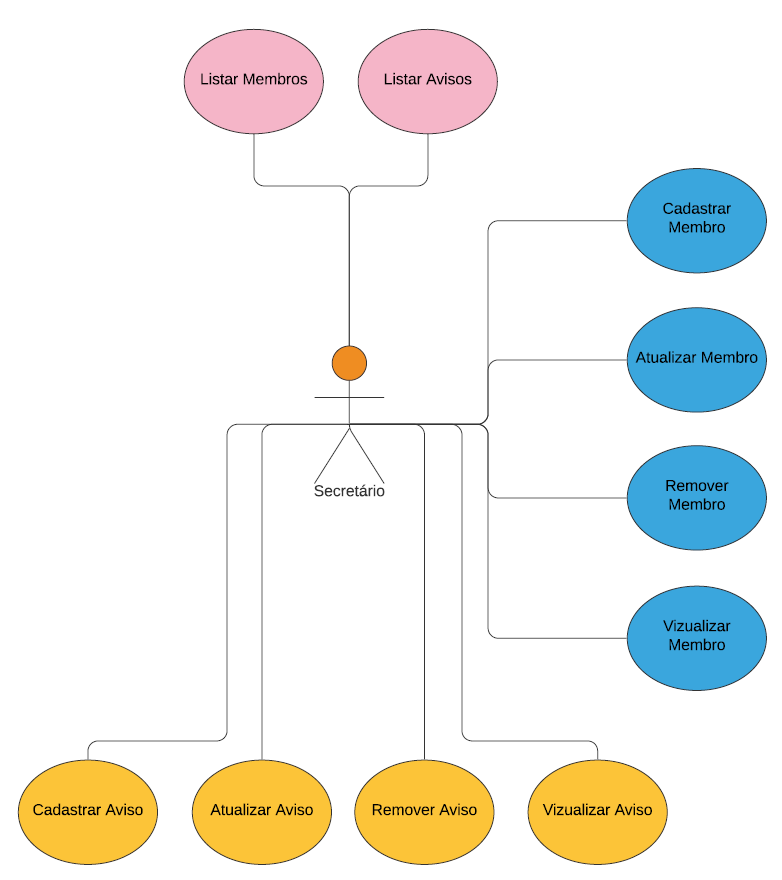 Listar Membros
Listar Avisos
Cadastrar
Membro
Atualizar Membro
Remover
Membro
Vizualizar
Membro
Secretário
Cadastrar Aviso
Atualizar Aviso
Remover Aviso
Vizualizar Aviso